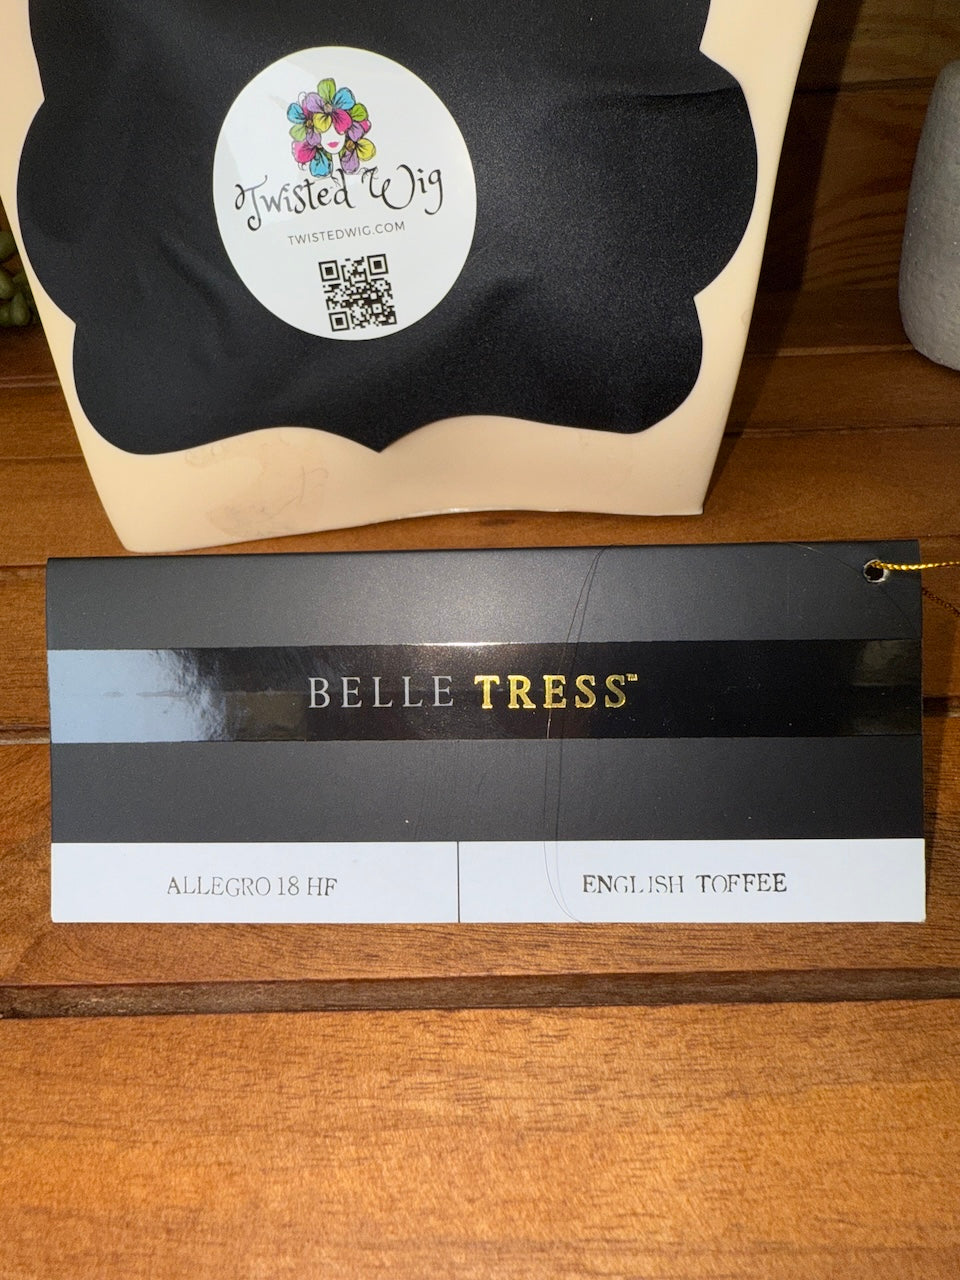 Twisted Wig
TWISTEDWIG.COM
BELLE TRESS™
ALLEGRO 18 HF
ENGLISH TOFFEE